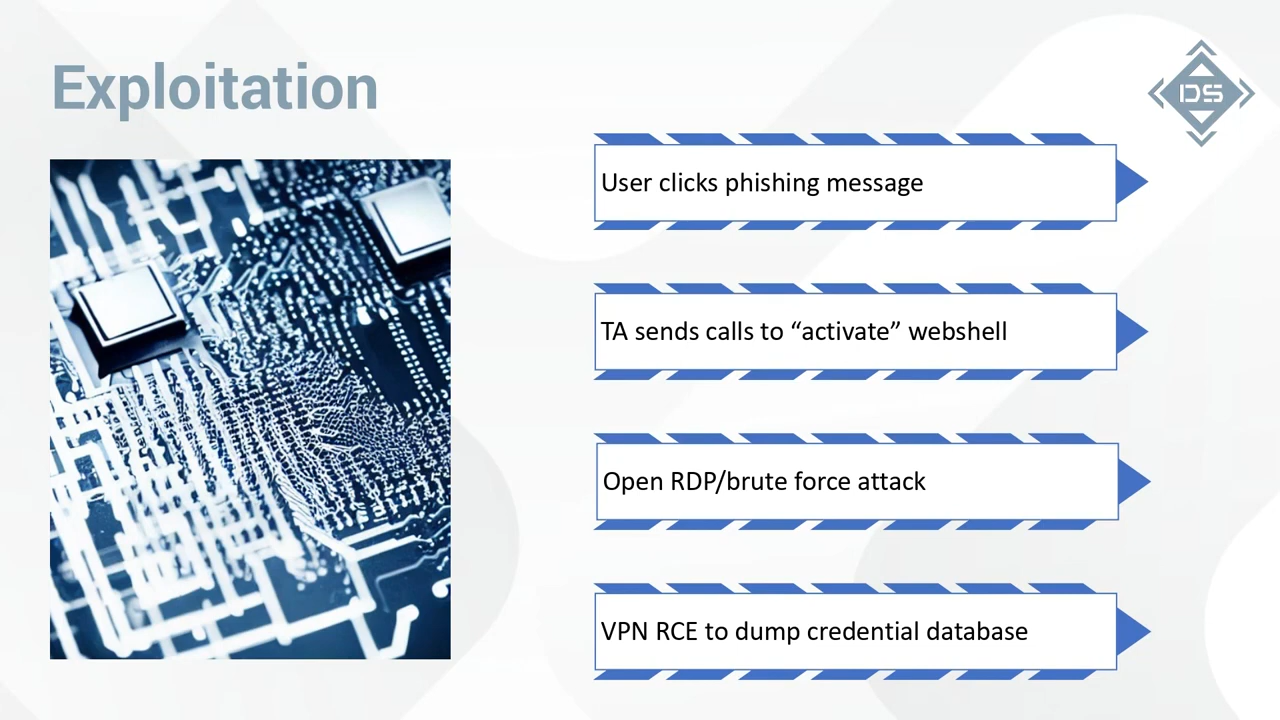 Exploitation
DS
User clicks phishing message
TA sends calls to “activate” webshell
Open RDP/brute force attack
VPN RCE to dump credential database